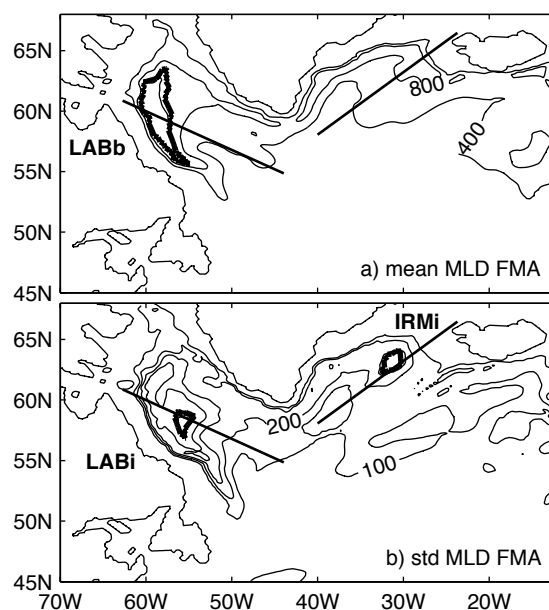 65N
60N
55N
50N
45N
LABb
800
400
a) mean MLD FMA
65N
60N
55N
50N
45N
IRMi
LABi
200
100
b) std MLD FMA
70W 60W 50W 40W 30W 20W